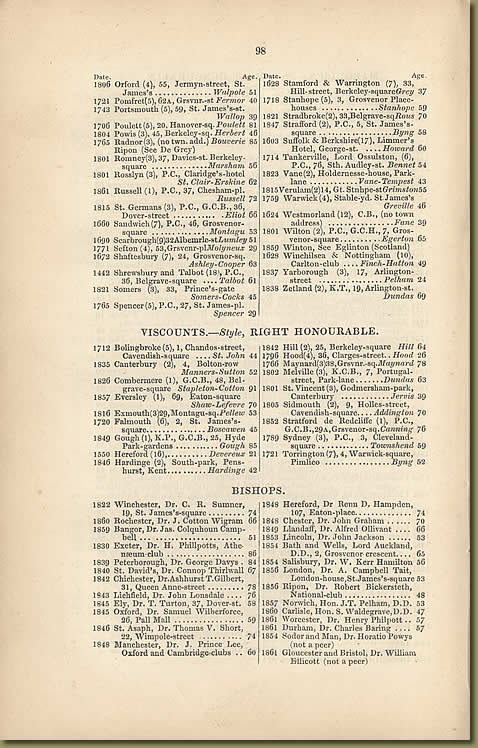 98
Date. Age.
1806 Orford (4), 55, Jermyn-street, St.
James's .............. Walpole 51
1721 Pomfret(5), 62A, Grsvnr.-st Fermor 40
1743 Portsmouth (5), 59, St. James's-st.
Wallop 39
1706 Poulett(5), 20, Hanover-sq. Poulett 81
1804 Powis (3), 45, Berkeley-sq. Herbert 46
1765 Radnor(3), (no twn. add.) Bouverie 85
Ripon (See De Grey)
1801 Romney(3), 37, Davies-st. Berkeley-
square .............. Marsham 56
1801 Rosslyn (3), P.C., Claridge's-hotel
St. Clair-Erskine 62
1861 Russell (1), P.C., 37, Chesham-pl.
Russell 72
1815 St. Germans (3), P.C., G.C.B., 36,
Dover-street .............. Eliot 66
1660 Sandwich(7), P.C., 46, Grosvenor-
square .............. Montagu 53
1690 Scarbrough(9)32Albemrle-st Lumley 51
1771 Sefton (4), 53, Grsvenr-pl Molyneux 29
1672 Shaftesbury (7), 24, Grosvenor-sq.
Ashley-Cooper 63
1442 Shrewsbury and Talbot (18), P.C.,
36, Belgrave-square .... Talbot 61
1821 Somers (3), 33, Prince's-gate
Somers-Cocks 45
1765 Spencer(5), P.C., 27, St. James-pl.
Spencer 29
Date. Age
1628 Stamford & Warrington (7), 33,
Hill-street, Berkeley-square Grey 37
1718 Stanhope (5), 3, Grosvenor Place-
houses .............. Stanhope 59
1821 Stradbroke(2), 33, Belgrave-sq Rous 70
1847 Strafford (2), P.C., 5, St. James's-
square .............. Byng 58
1603 Suffolk & Berkshire(17), Limmer's
Hotel, George-st. .... Howard 60
1714 Tankerville, Lord Ossulston, (6),
P.C., 76, Sth. Audley-st. Bennet 54
1823 Vane(2), Holdernesse-house, Park-
lane .............. Vane-Tempest 43
1815 Verulam(2)14, Gt. Stnhpe-st Grimston 55
1759 Warwick (4), Stable-yd. St. James's
Greville 46
1624 Westmorland (12), C.B., (no town
address) .............. Fane 39
1801 Wilton (2), P.C., G.C.H., 7, Gros-
venor-square .............. Egerton 65
1859 Winton, See Eglinton (Scotland)
1628 Winchilsea & Nottingham (10),
Carlton-club .... Finch-Hatton 49
1837 Yarborough (3), 17, Arlington-
street .............. Pelham 24
1838 Zetland (2), K.T., 19, Arlington-st.
Dundas 69
VISCOUNTS.—Style, RIGHT HONOURABLE.
1712 Bolingbroke (5), 1, Chandos-street,
Cavendish-square .... St. John 44
1835 Canterbury (2), 4, Bolton-row
Manners-Sutton 52
1826 Combermere (1), G.C.B., 48, Bel-
grave-square Stapleton-Cotton 91
1857 Eversley (1), 69, Eaton-square
Shaw-Lefevre 70
1816 Exmouth(3)29, Montagu-sq. Pellew 53
1720 Falmouth (6), 2, St. James's-
square .............. Boscawen 45
1849 Gough (1), K.P., G.C.B., 25, Hyde
Park-gardens .............. Gough 85
1550 Hereford (16), .......... Devereux 21
1846 Hardinge (2), South-park, Pens-
hurst, Kent .......... Hardinge 42
1842 Hill (2), 25, Berkeley-square Hill 64
1796 Hood(4), 36, Clarges-street.. Hood 26
1766 Maynard(3)38, Grsvnr.-sq. Maynard 78
1802 Melville (3), K.C.B., 7, Portugal-
street, Park-lane ...... Dundas 63
1801 St. Vincent(3), Godmersham-park,
Canterbury .......... Jervis 39
1805 Sidmouth (2), 9, Holles-street,
Cavendish-square.... Addington 70
1852 Stratford de Redcliffe (1), P.C.,
G.C.B., 29A, Grsvenor-sq. Canning 76
1789 Sydney (3), P.C., 3, Cleveland-
square .............. Townshend 59
1721 Torrington(7), 4, Warwick-square,
Pimlico .............. Byng 52
BISHOPS.
1822 Winchester, Dr. C. R. Sumner,
19, St. James's-square ........ 74
1860 Rochester, Dr. J. Cotton Wigram 66
1859 Bangor, Dr. Jas. Colquhoun Camp-
bell .............. 51
1830 Exeter, Dr. H. Phillpotts, Athe-
næum-club .............. 86
1839 Peterborough, Dr. George Davys . 84
1840 St. David's, Dr. Connop Thirlwall 67
1842 Chichester, Dr. Ashhurst T. Gilbert,
31, Queen Anne-street ........ 78
1843 Lichfield, Dr. John Lonsdale .... 76
1845 Ely, Dr. T. Turton, 37, Dover-st. 58
1845 Oxford, Dr. Samuel Wilberforce,
26, Pall Mall .............. 59
1846 St. Asaph, Dr. Thomas V. Short,
22, Wimpole-street .......... 74
1848 Manchester, Dr. J. Prince Lee,
Oxford and Cambridge-clubs .. 60
1848 Hereford, Dr Renn D. Hampden,
107, Eaton-place.............. 74
1848 Chester, Dr. John Graham ...... 70
1849 Llandaff, Dr. Alfred Ollivant .... 66
1853 Lincoln, Dr. John Jackson ...... 53
1854 Bath and Wells, Lord Auckland,
D.D., 2, Grosvenor crescent.... 65
1854 Salisbury, Dr. W. Kerr Hamilton 56
1856 London, Dr. A. Campbell Tait,
London-house, St. James's-square 53
1856 Ripon, Dr. Robert Bickersteth,
National-club .............. 48
1857 Norwich, Hon. J.T. Pelham, D.D. 53
1860 Carlisle, Hon. S. Waldegrave, D.D. 47
1861 Worcester, Dr. Henry Philpott .. 57
1861 Durham, Dr. Charles Baring .... 57
1854 Sodor and Man, Dr. Horatio Powys
(not a peer)
1861 Gloucester and Bristol, Dr. William
Ellicott (not a peer)